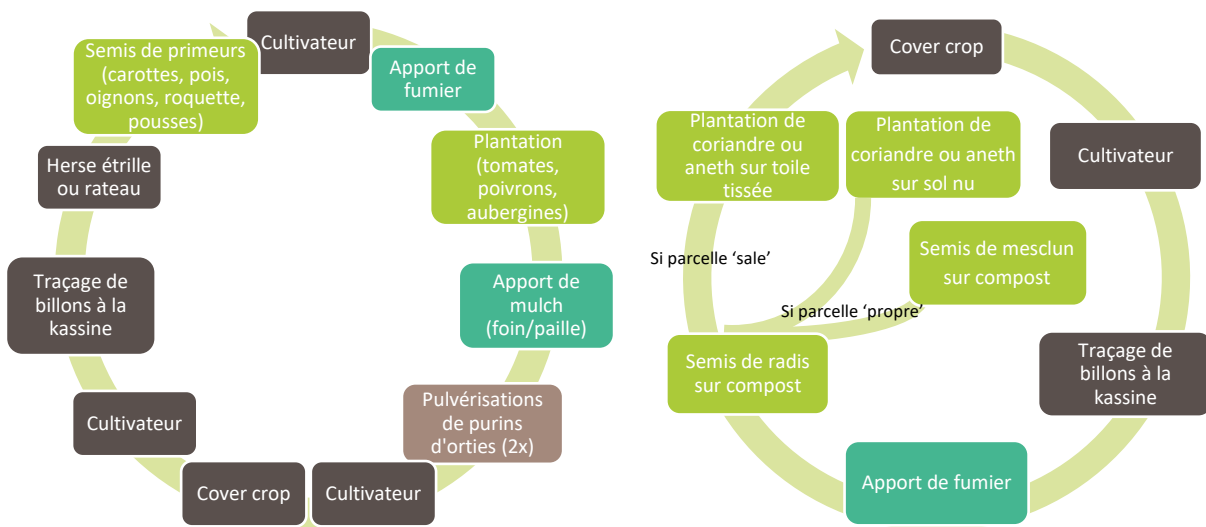 Cultivateur
Apport de
fumier
Plantation
(tomates,
poivrons,
aubergines)
Apport de
mulch
(foin/paille)
Pulvérisations
de purins
d'orties (2x)
Cultivateur
Cover crop
Cultivateur
Traçage de
billons à la
kassine
Herse étrille
ou rateau
Semis de primeurs
(carottes, pois,
oignons, roquette,
pousses)
Cover crop
Cultivateur
Traçage de
billons à la
kassine
Apport de fumier
Semis de radis
sur compost
Si parcelle ‘sale’
Plantation de
coriandre ou
aneth sur toile
tissée
Si parcelle ‘propre’
Plantation de
coriandre ou aneth
sur sol nu
Semis de mesclun
sur compost